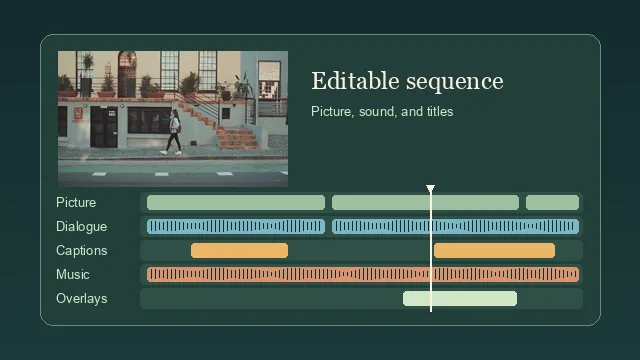 Editable sequence
Picture, sound, and titles
Picture
Dialogue
Captions
Music
Overlays